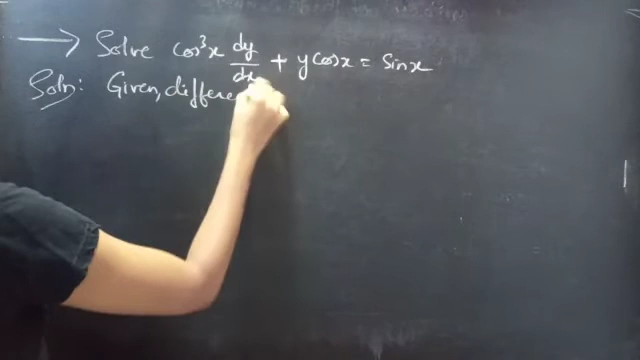 → Solve cos³x dy/dx + y cosx = sinx
Soln: Given, differe